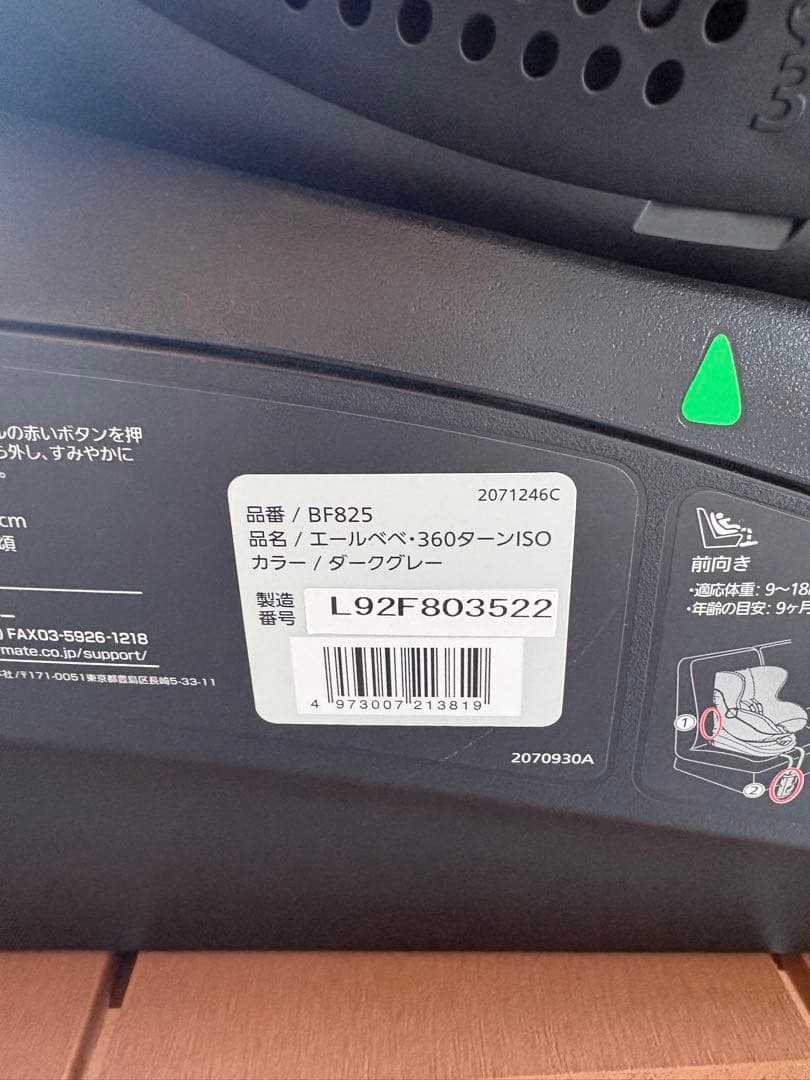 ルの赤いボタンを押
ら外し、すみやかに
。
cm
頃
FAX03-5926-1218
mate.co.jp/support/
本社/〒171-0051東京都豊島区長崎5-33-11
2071246C
品番 / BF825
品名 / エールベベ・360ターンISO
カラー / ダークグレー
製造番号 L92F803522
4 973007 213819
2070930A
前向き
・適応体重: 9〜18
・年齢の目安: 9ヶ月
①
②